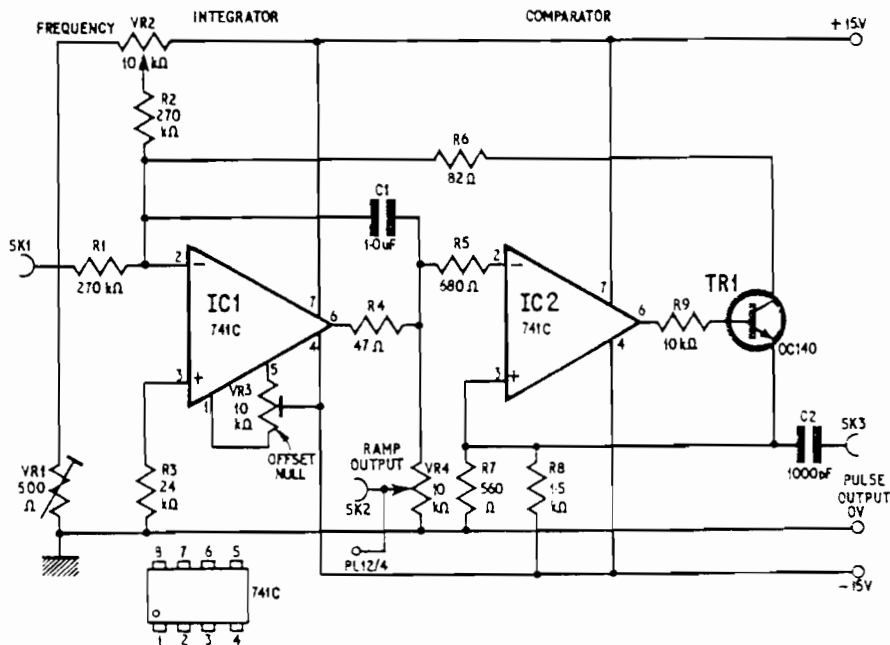 FREQUENCY
VR2
10 kΩ
INTEGRATOR
COMPARATOR
+15V
R2
270
kΩ
R6
82Ω
C1
1·0uF
SK1
R1
270kΩ
2
−
IC1
741C
3
+
7
6
4
5
1
R4
47Ω
R5
680Ω
2
−
IC2
741C
3
+
7
6
4
R9
10kΩ
TR1
OC140
VR3
10
kΩ
OFFSET
NULL
C2
1000pF
SK3
PULSE
OUTPUT
0V
VR1
500
Ω
R3
24
kΩ
RAMP
OUTPUT
SK2
VR4
10
kΩ
R7
560
Ω
R8
1·5
kΩ
PL12/4
−15V
8 7 6 5
741C
1 2 3 4